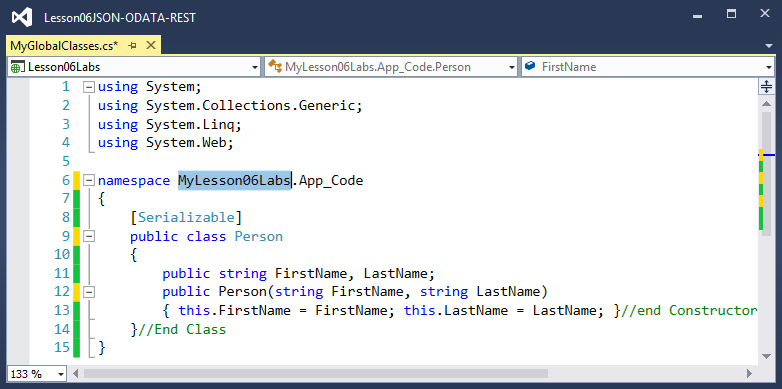 Lesson06JSON-ODATA-REST
MyGlobalClasses.cs*
Lesson06Labs MyLesson06Labs.App_Code.Person FirstName
1 using System;
2 using System.Collections.Generic;
3 using System.Linq;
4 using System.Web;
5
6 namespace MyLesson06Labs.App_Code
7 {
8 [Serializable]
9 public class Person
10 {
11 public string FirstName, LastName;
12 public Person(string FirstName, string LastName)
13 { this.FirstName = FirstName; this.LastName = LastName; }//end Constructor
14 }//End Class
15 }
133 %